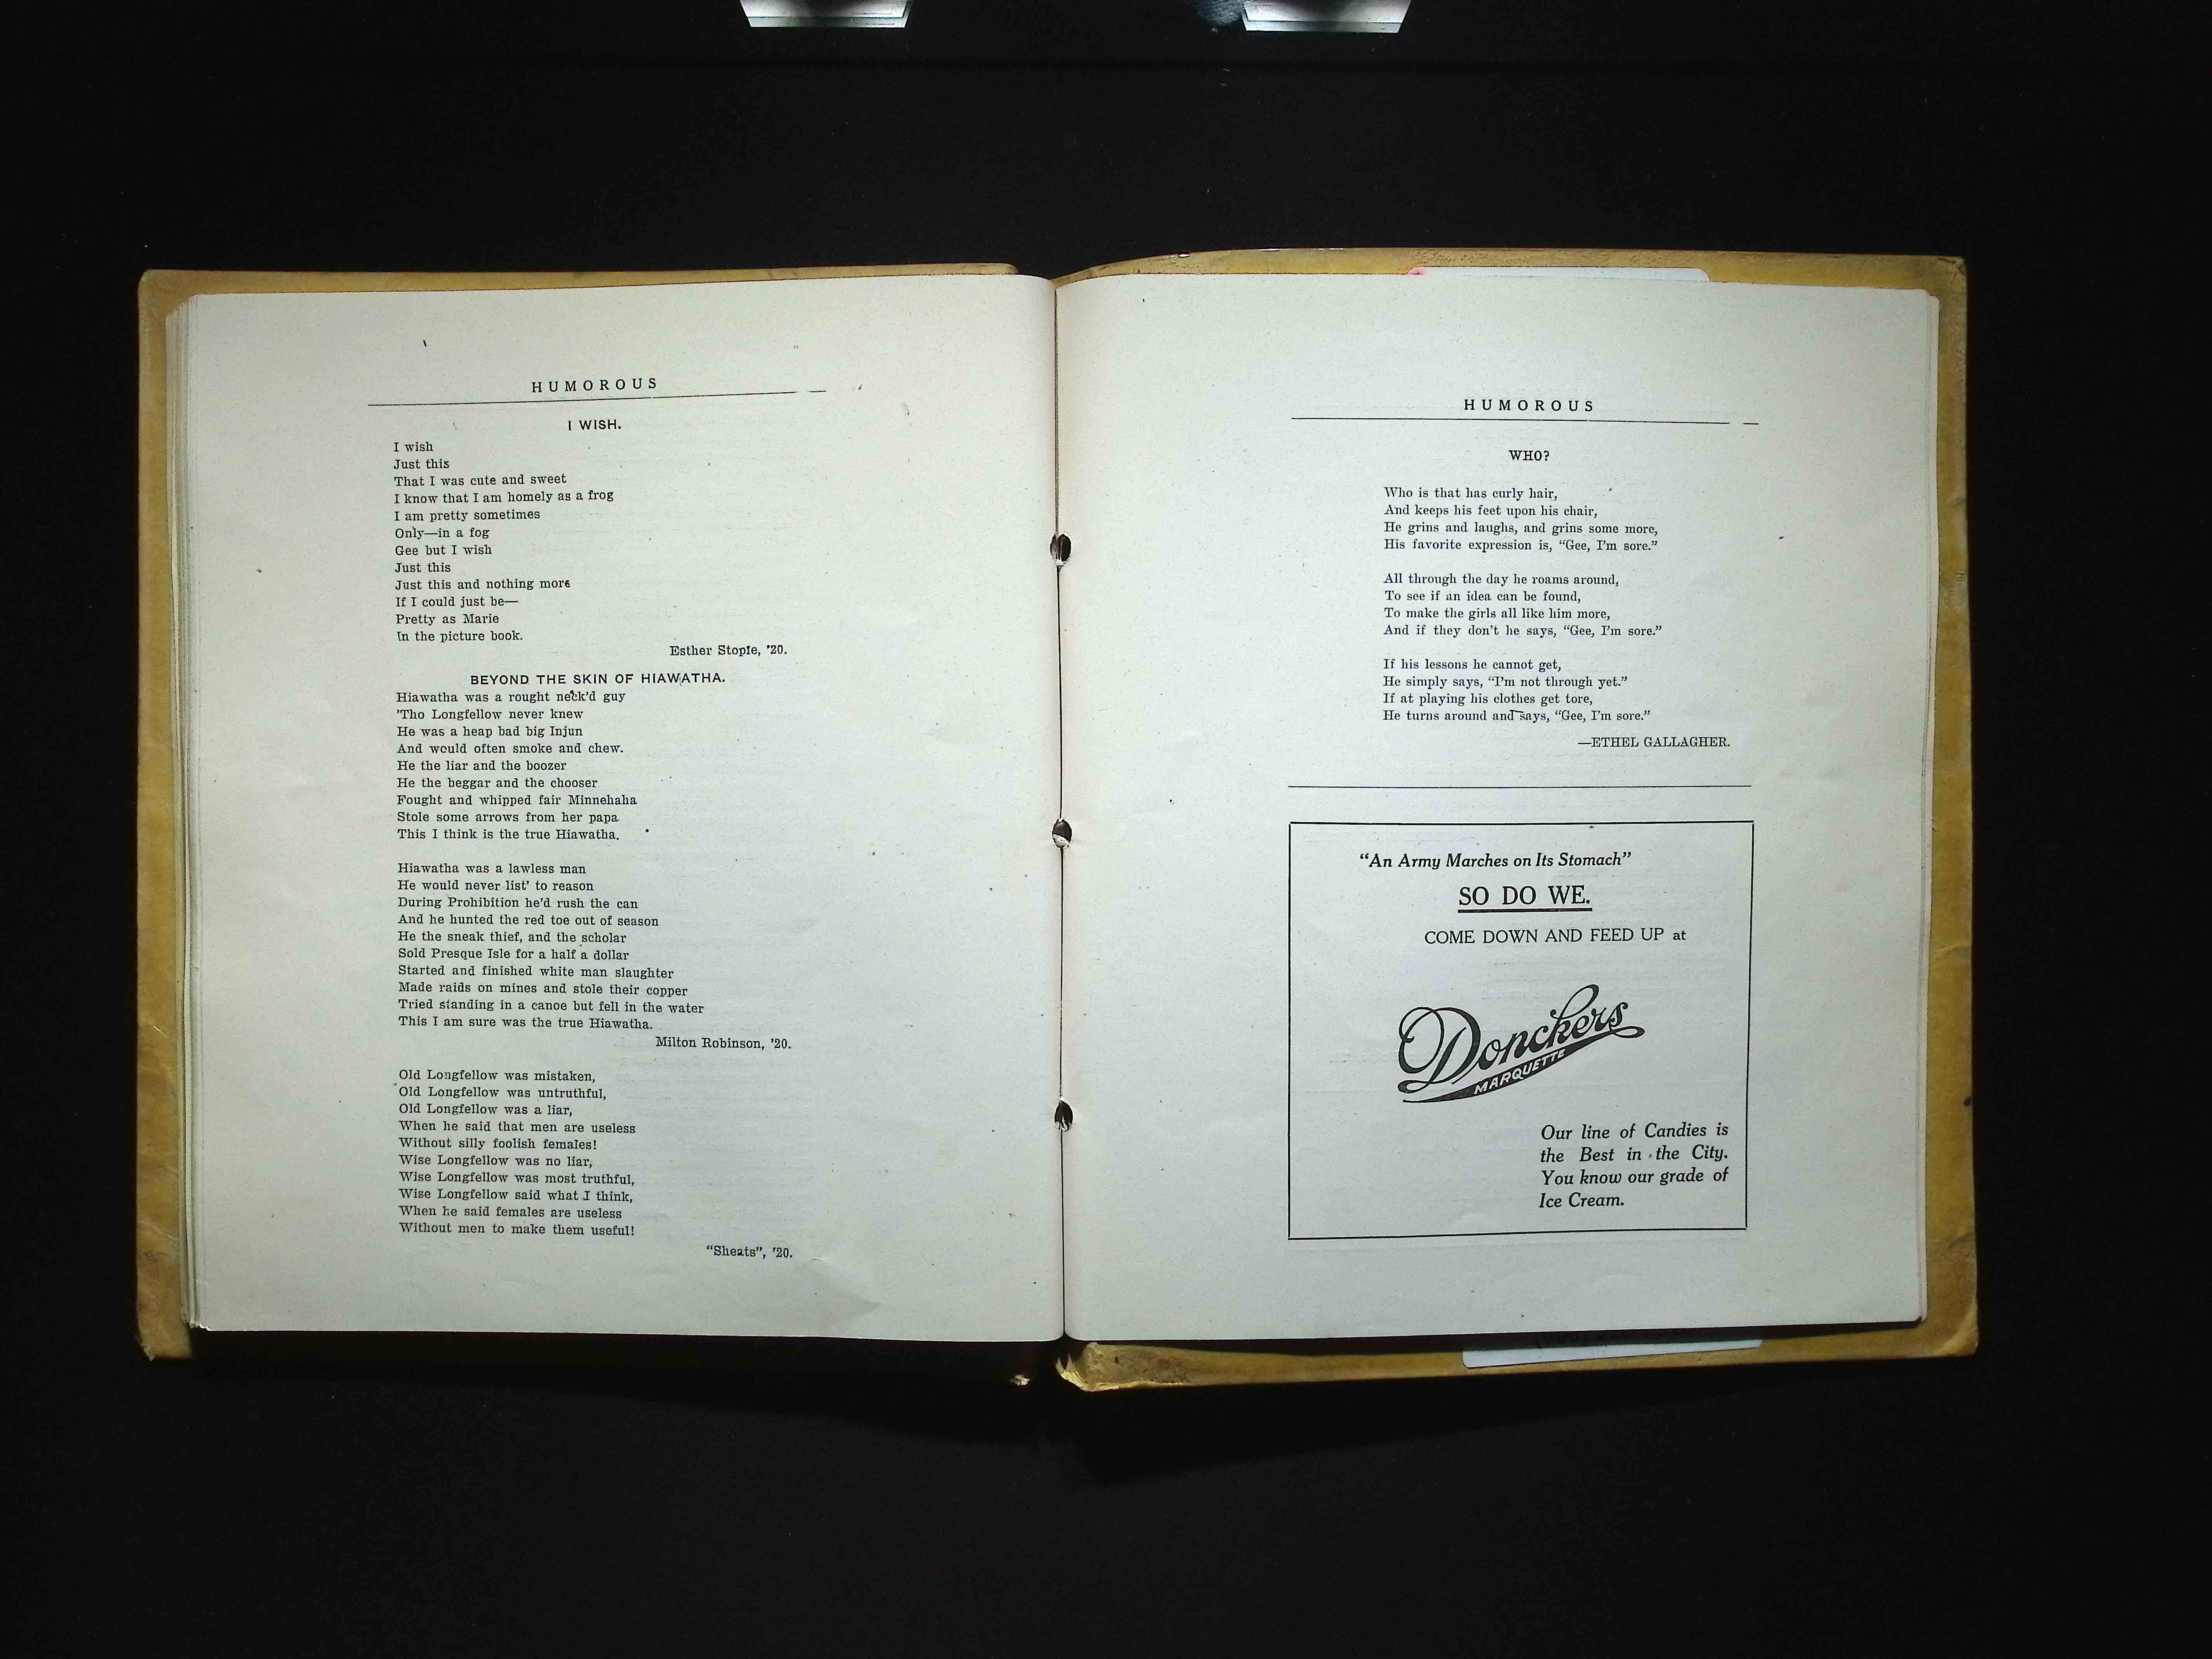 HUMOROUS
I WISH.
I wish
Just this
That I was cute and sweet
I know that I am homely as a frog
I am pretty sometimes
Only—in a fog
Gee but I wish
Just this
Just this and nothing more
If I could just be—
Pretty as Marie
In the picture book.
Esther Stople, '20.
BEYOND THE SKIN OF HIAWATHA.
Hiawatha was a rought neck'd guy
'Tho Longfellow never knew
He was a heap bad big Injun
And would often smoke and chew.
He the liar and the boozer
He the beggar and the chooser
Fought and whipped fair Minnehaha
Stole some arrows from her papa
This I think is the true Hiawatha.
Hiawatha was a lawless man
He would never list' to reason
During Prohibition he'd rush the can
And he hunted the red toe out of season
He the sneak thief, and the scholar
Sold Presque Isle for a half a dollar
Started and finished white man slaughter
Made raids on mines and stole their copper
Tried standing in a canoe but fell in the water
This I am sure was the true Hiawatha.
Milton Robinson, '20.
Old Longfellow was mistaken,
Old Longfellow was untruthful,
Old Longfellow was a liar,
When he said that men are useless
Without silly foolish females!
Wise Longfellow was no liar,
Wise Longfellow was most truthful,
Wise Longfellow said what I think,
When he said females are useless
Without men to make them useful!
"Sheats", '20.
HUMOROUS
WHO?
Who is that has curly hair,
And keeps his feet upon his chair,
He grins and laughs, and grins some more,
His favorite expression is, "Gee, I'm sore."
All through the day he roams around,
To see if an idea can be found,
To make the girls all like him more,
And if they don't he says, "Gee, I'm sore."
If his lessons he cannot get,
He simply says, "I'm not through yet."
If at playing his clothes get tore,
He turns around and says, "Gee, I'm sore."
—ETHEL GALLAGHER.
"An Army Marches on Its Stomach"
SO DO WE.
COME DOWN AND FEED UP at
Donckers
MARQUETTE
Our line of Candies is
the Best in the City.
You know our grade of
Ice Cream.